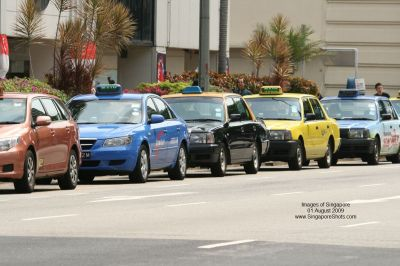 Images of Singapore
01 August 2009
www.SingaporeShots.com